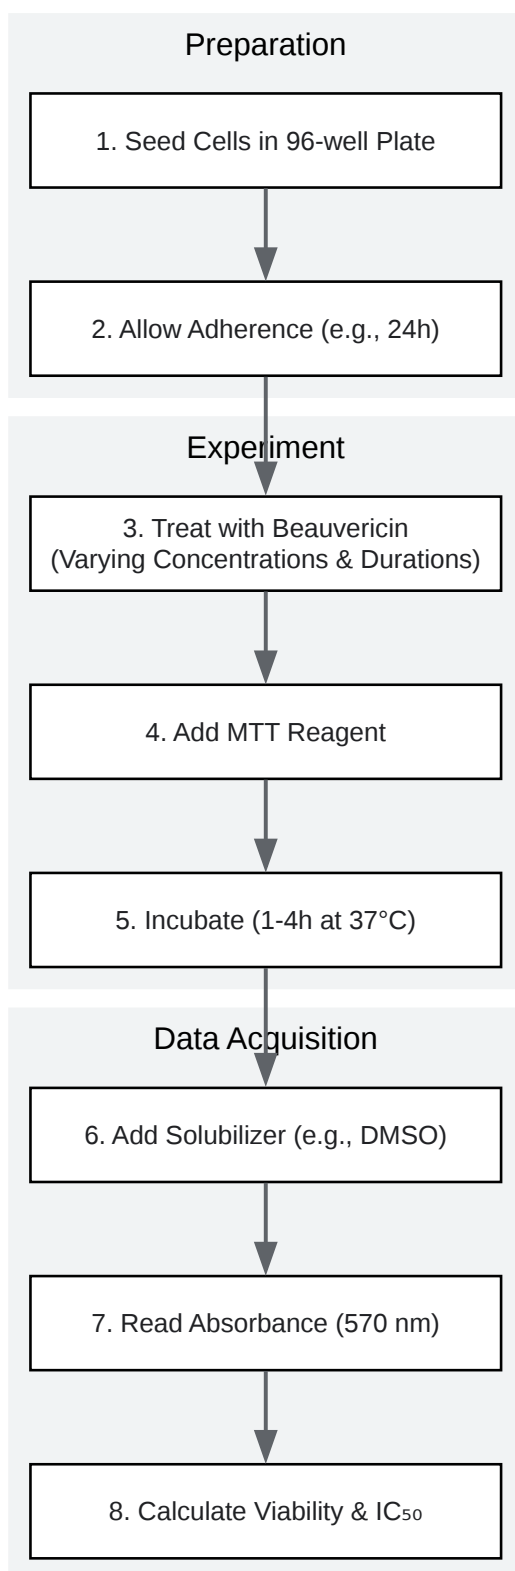 Preparation
1. Seed Cells in 96-well Plate
2. Allow Adherence (e.g., 24h)
Experiment
3. Treat with Beauvericin
(Varying Concentrations & Durations)
4. Add MTT Reagent
5. Incubate (1-4h at 37°C)
Data Acquisition
6. Add Solubilizer (e.g., DMSO)
7. Read Absorbance (570 nm)
8. Calculate Viability & IC₅₀